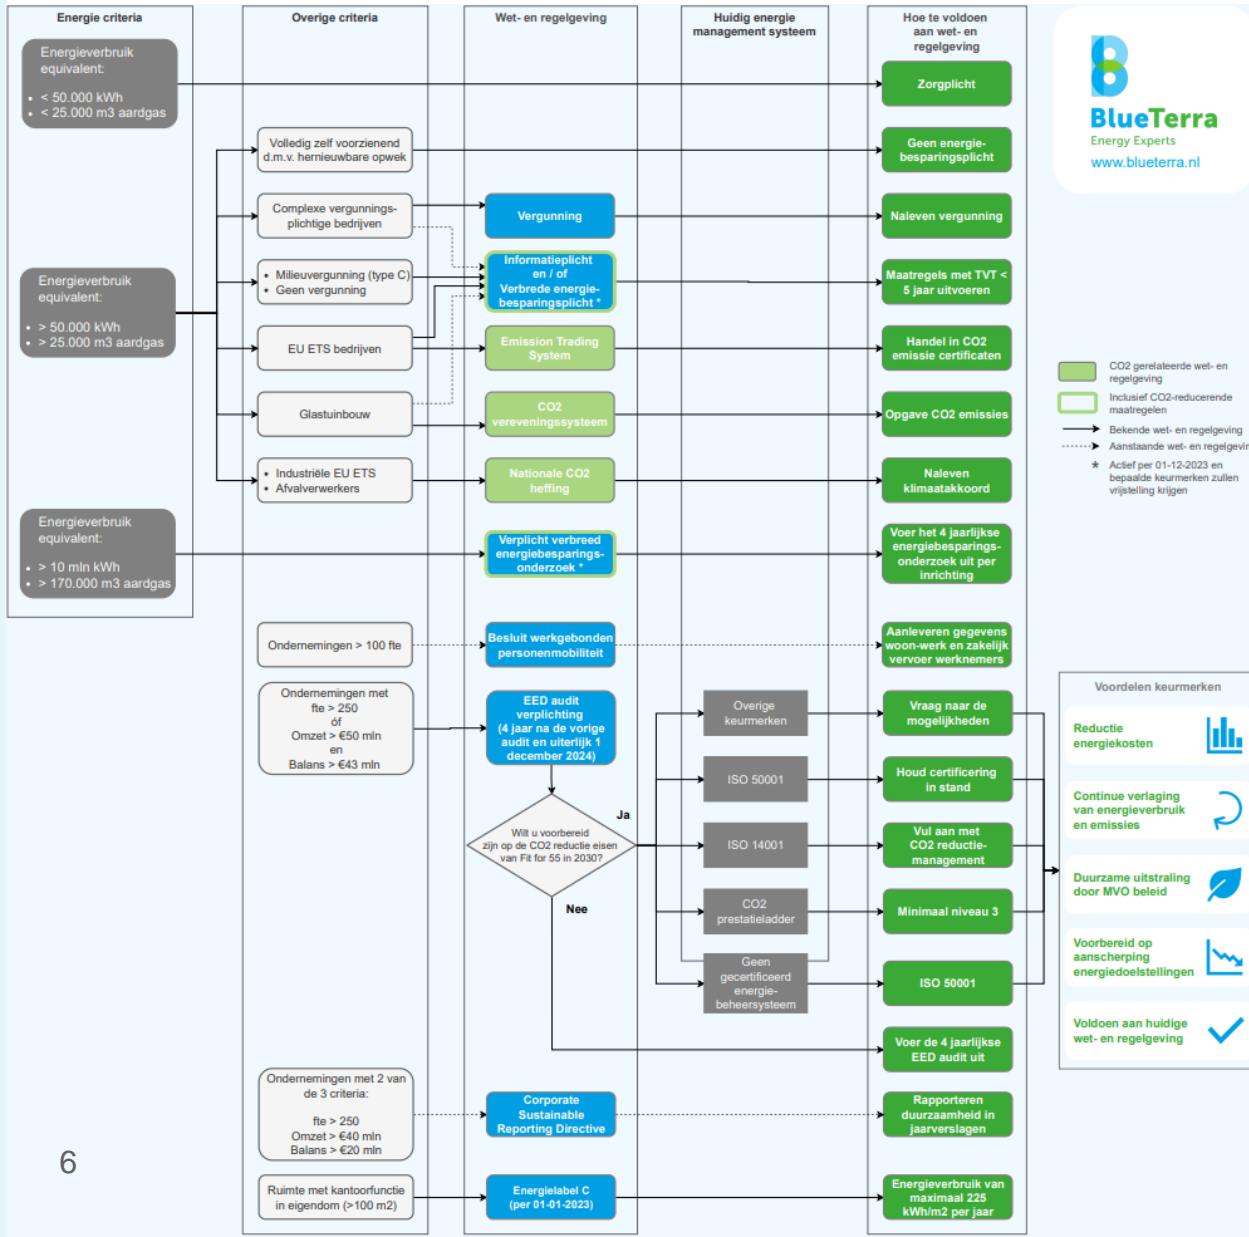 Energie criteria
Overige criteria
Wet- en regelgeving
Huidig energie
management systeem
Hoe te voldoen
aan wet- en
regelgeving
Energieverbruik
equivalent:
• < 50.000 kWh
• < 25.000 m3 aardgas
Zorgplicht
BlueTerra
Energy Experts
www.blueterra.nl
Volledig zelf voorzienend
d.m.v. hernieuwbare opwek
Geen energie-
besparingsplicht
Complexe vergunnings-
plichtige bedrijven
Vergunning
Naleven vergunning
Energieverbruik
equivalent:
• > 50.000 kWh
• > 25.000 m3 aardgas
• Milieuvergunning (type C)
• Geen vergunning
Informatieplicht
en / of
Verbrede energie-
besparingsplicht *
Maatregels met TVT <
5 jaar uitvoeren
EU ETS bedrijven
Emission Trading
System
Handel in CO2
emissie certificaten
Glastuinbouw
CO2
vereveningssysteem
Opgave CO2 emissies
• Industriële EU ETS
• Afvalverwerkers
Nationale CO2
heffing
Naleven
klimaatakkoord
CO2 gerelateerde wet- en
regelgeving
Inclusief CO2-reducerende
maatregelen
Bekende wet- en regelgeving
Aanstaande wet- en regelgevin
* Actief per 01-12-2023 en
bepaalde keurmerken zullen
vrijstelling krijgen
Energieverbruik
equivalent:
• > 10 mln kWh
• > 170.000 m3 aardgas
Verplicht verbreed
energiebesparings-
onderzoek *
Voer het 4 jaarlijkse
energiebesparings-
onderzoek uit per
inrichting
Ondernemingen > 100 fte
Besluit werkgebonden
personenmobiliteit
Aanleveren gegevens
woon-werk en zakelijk
vervoer werknemers
Ondernemingen met
fte > 250
óf
Omzet > €50 mln
en
Balans > €43 mln
EED audit
verplichting
(4 jaar na de vorige
audit en uiterlijk 1
december 2024)
Wilt u voorbereid
zijn op de CO2 reductie eisen
van Fit for 55 in 2030?
Ja
Nee
Overige
keurmerken
Vraag naar de
mogelijkheden
ISO 50001
Houd certificering
in stand
ISO 14001
Vul aan met
CO2 reductie-
management
CO2
prestatieladder
Minimaal niveau 3
Geen
gecertificeerd
energie-
beheersysteem
ISO 50001
Voer de 4 jaarlijkse
EED audit uit
Voordelen keurmerken
Reductie
energiekosten
Continue verlaging
van energieverbruik
en emissies
Duurzame uitstraling
door MVO beleid
Voorbereid op
aanscherping
energiedoelstellingen
Voldoen aan huidige
wet- en regelgeving
Ondernemingen met 2 van
de 3 criteria:
fte > 250
Omzet > €40 mln
Balans > €20 mln
Corporate
Sustainable
Reporting Directive
Rapporteren
duurzaamheid in
jaarverslagen
Ruimte met kantoorfunctie
in eigendom (>100 m2)
Energielabel C
(per 01-01-2023)
Energieverbruik van
maximaal 225
kWh/m2 per jaar
6